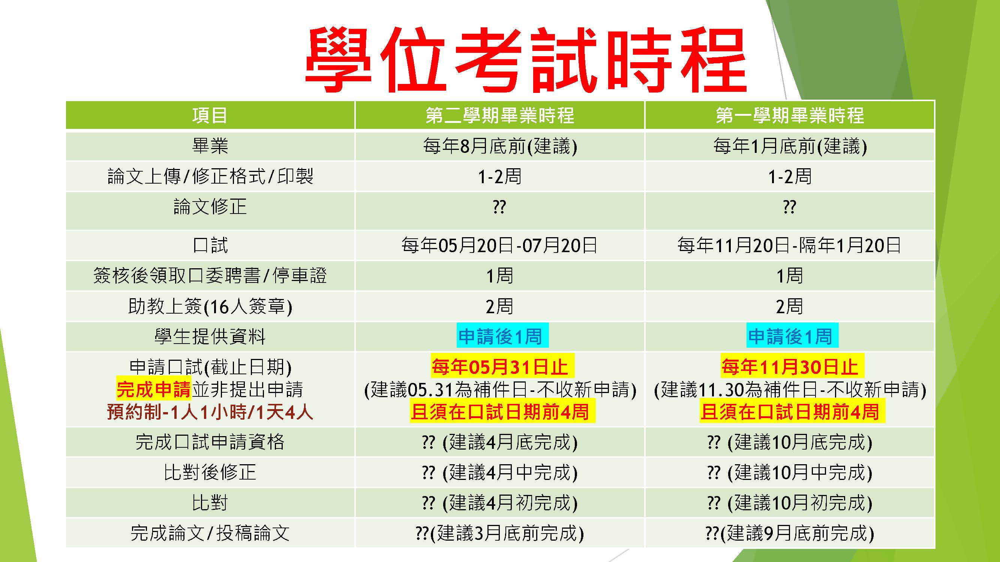 學位考試時程
項目 第二學期畢業時程 第一學期畢業時程
畢業 每年8月底前(建議) 每年1月底前(建議)
論文上傳/修正格式/印製 1-2周 1-2周
論文修正 ?? ??
口試 每年05月20日-07月20日 每年11月20日-隔年1月20日
簽核後領取口委聘書/停車證 1周 1周
助教上簽(16人簽章) 2周 2周
學生提供資料 申請後1周 申請後1周
申請口試(截止日期) 每年05月31日止 每年11月30日止
完成申請並非提出申請 (建議05.31為補件日-不收新申請) (建議11.30為補件日-不收新申請)
預約制-1人1小時/1天4人 且須在口試日期前4周 且須在口試日期前4周
完成口試申請資格 ?? (建議4月底完成) ?? (建議10月底完成)
比對後修正 ?? (建議4月中完成) ?? (建議10月中完成)
比對 ?? (建議4月初完成) ?? (建議10月初完成)
完成論文/投稿論文 ??(建議3月底前完成) ??(建議9月底前完成)